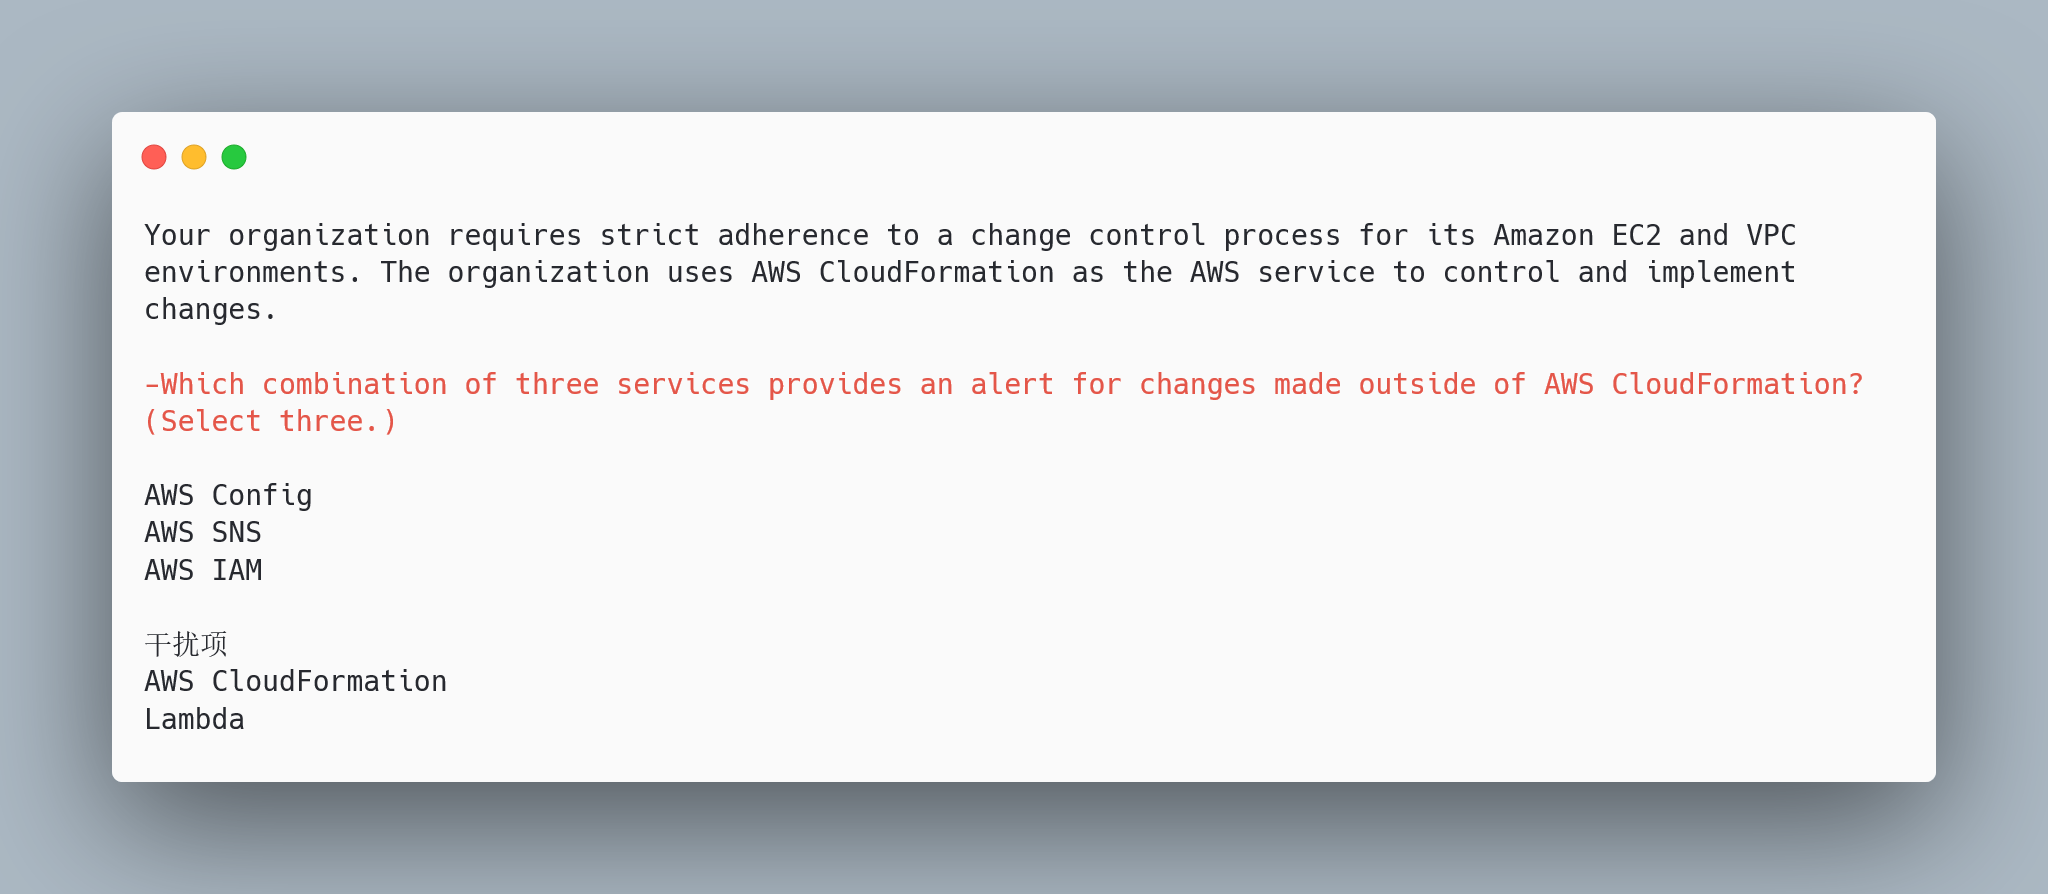 Your organization requires strict adherence to a change control process for its Amazon EC2 and VPC
environments. The organization uses AWS CloudFormation as the AWS service to control and implement
changes.
-Which combination of three services provides an alert for changes made outside of AWS CloudFormation?
(Select three.)
AWS Config
AWS SNS
AWS IAM
干扰项
AWS CloudFormation
Lambda